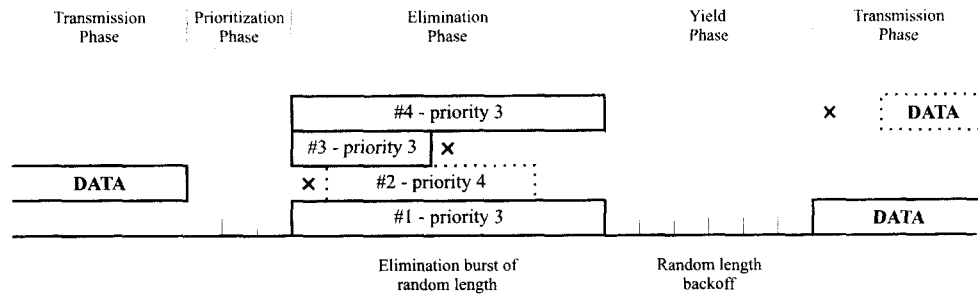 Transmission Phase
Prioritization Phase
Elimination Phase
Yield Phase
Transmission Phase
#4 - priority 3
× DATA
#3 - priority 3 ×
DATA
× #2 - priority 4
#1 - priority 3
DATA
Elimination burst of
random length
Random length
backoff